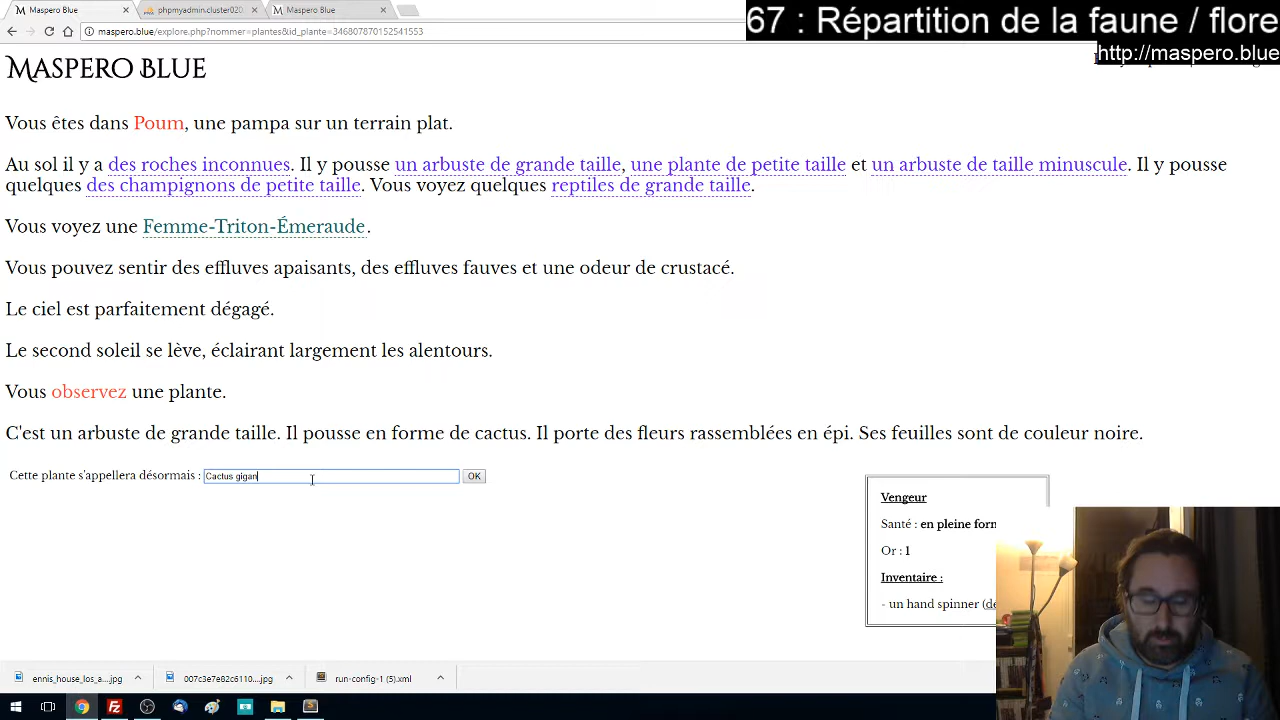 Maspero Blue
phpmyadmin.cluster020.
Maspero Blue
67 : Répartition de la faune / flore
maspero.blue/explore.php?nommer=plantes&id_plante=346807870152541553
http://maspero.blue
MASPERO BLUE
Vous êtes dans Poum, une pampa sur un terrain plat.
Au sol il y a des roches inconnues. Il y pousse un arbuste de grande taille, une plante de petite taille et un arbuste de taille minuscule. Il y pousse
quelques des champignons de petite taille. Vous voyez quelques reptiles de grande taille.
Vous voyez une Femme-Triton-Émeraude.
Vous pouvez sentir des effluves apaisants, des effluves fauves et une odeur de crustacé.
Le ciel est parfaitement dégagé.
Le second soleil se lève, éclairant largement les alentours.
Vous observez une plante.
C'est un arbuste de grande taille. Il pousse en forme de cactus. Il porte des fleurs rassemblées en épi. Ses feuilles sont de couleur noire.
Cette plante s'appellera désormais : Cactus gigan OK
Vengeur
Santé : en pleine forn
Or : 1
Inventaire :
- un hand spinner (de
ennis_house_los_a....jpg
007c3e7e82c6110....jpg
run-config-1 (5).xml